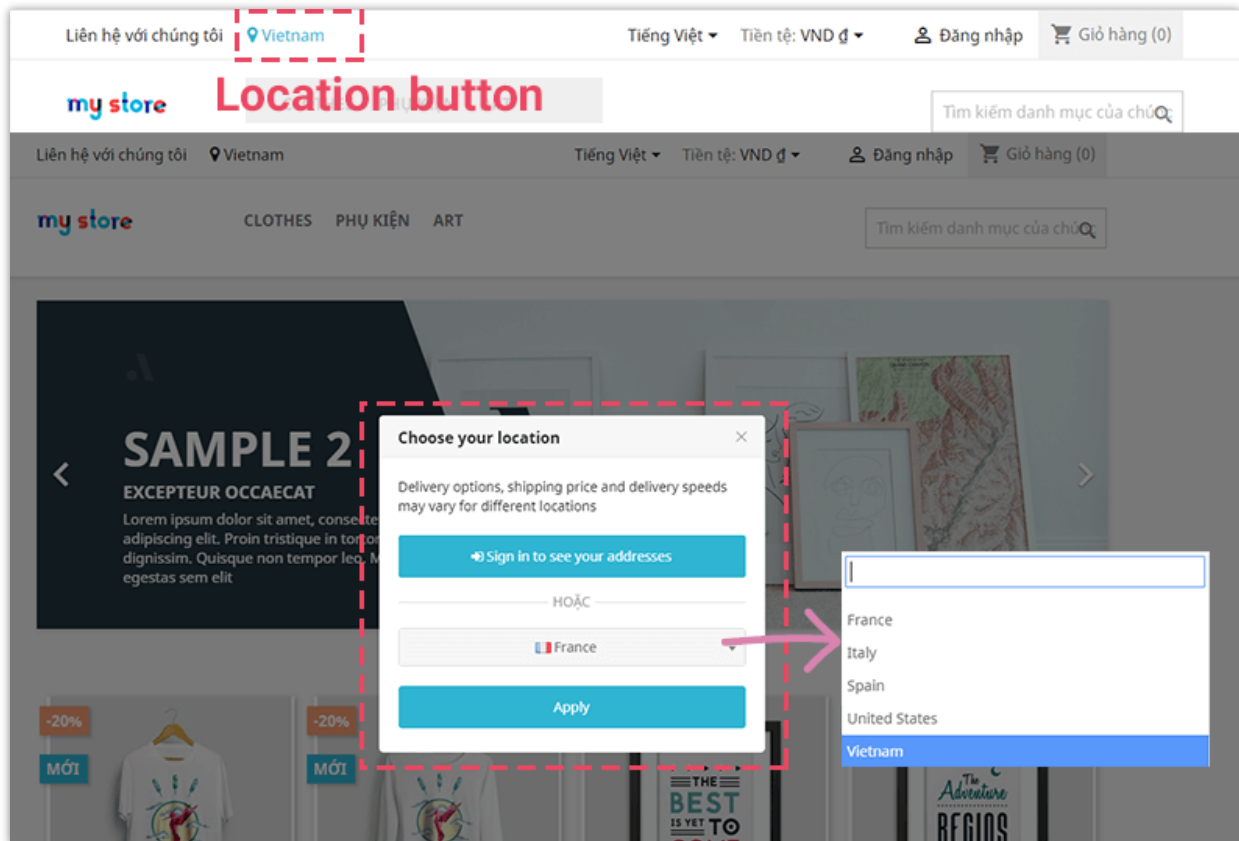 Liên hệ với chúng tôi Vietnam Tiếng Việt Tiền tệ: VND ₫ Đăng nhập Giỏ hàng (0)
Location button
my store
Tìm kiếm danh mục của chúng
Liên hệ với chúng tôi Vietnam Tiếng Việt Tiền tệ: VND ₫ Đăng nhập Giỏ hàng (0)
my store CLOTHES PHỤ KIỆN ART
Tìm kiếm danh mục của chúng
SAMPLE 2
EXCEPTEUR OCCAECAT
Lorem ipsum dolor sit amet, conse
adipiscing elit. Proin tristique in tortor
dignissim. Quisque non tempor leo. M
egestas sem elit
Choose your location
Delivery options, shipping price and delivery speeds
may vary for different locations
Sign in to see your addresses
HOẶC
France
Apply
France
Italy
Spain
United States
Vietnam
-20%
MỚI
-20%
MỚI
THE
BEST
IS YET TO
The
Adventure
BEGINS